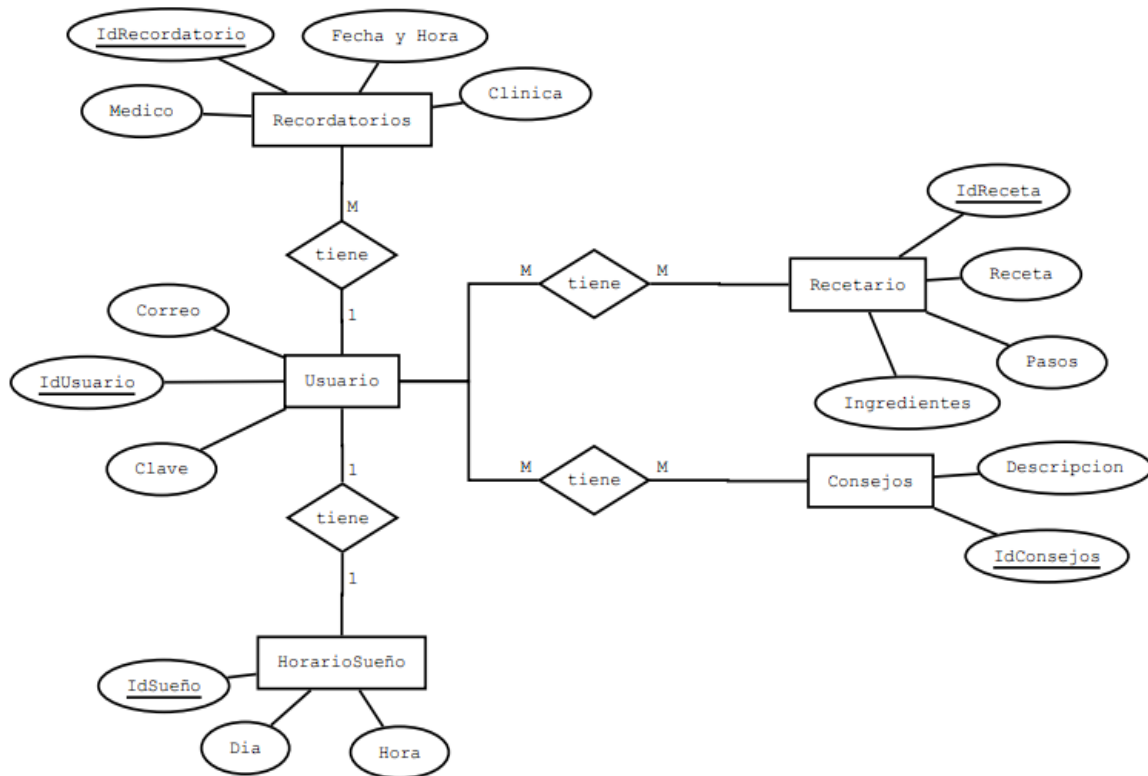 IdRecordatorio
Fecha y Hora
Medico
Clinica
Recordatorios
M
tiene
1
IdReceta
Receta
M
tiene
M
Recetario
Pasos
Ingredientes
Correo
IdUsuario
Usuario
Clave
1
tiene
1
M
tiene
M
Consejos
Descripcion
IdConsejos
HorarioSueño
IdSueño
Dia
Hora